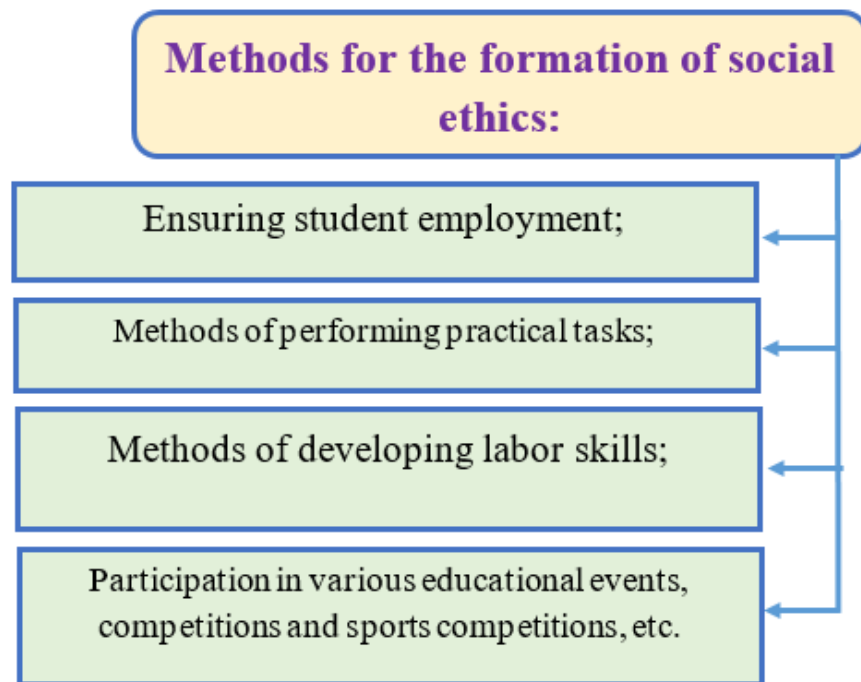 Methods for the formation of social
ethics:
Ensuring student employment;
Methods of performing practical tasks;
Methods of developing labor skills;
Participation in various educational events,
competitions and sports competitions, etc.